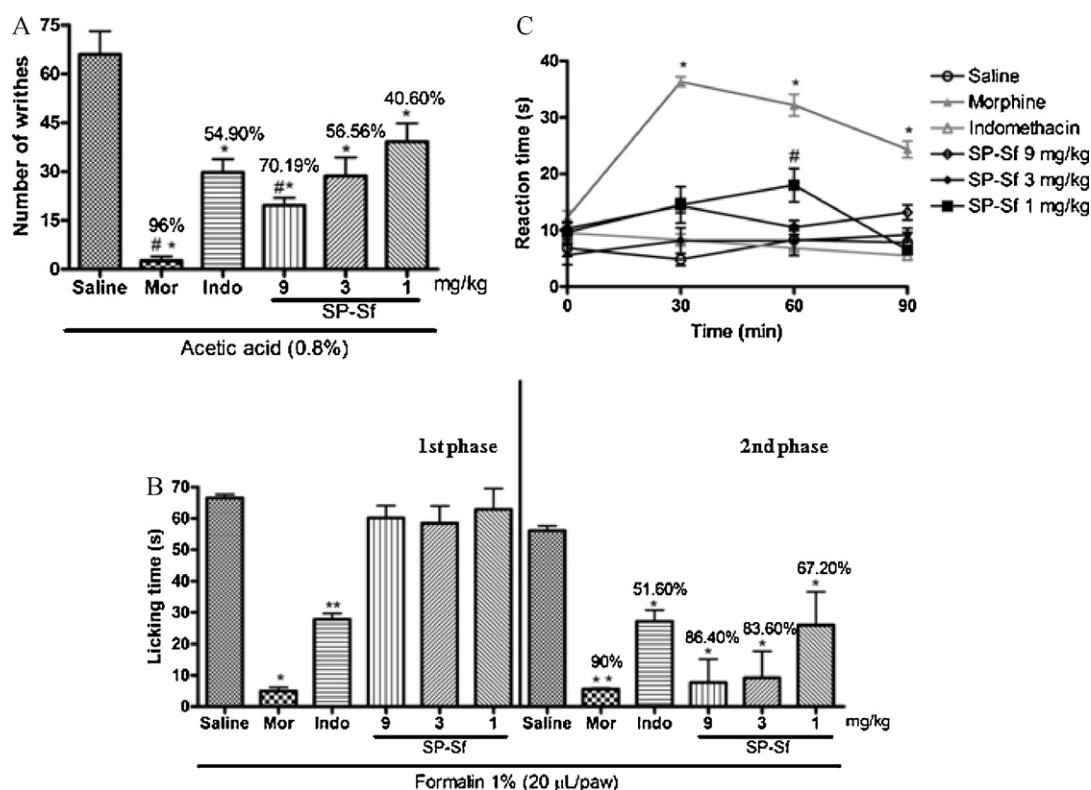 A
75
60
45
30
15
0
Number of writhes
96%
# *
54.90%
*
70.19%
#*
56.56%
*
40.60%
*
Saline Mor Indo 9 3 1 mg/kg
SP-Sf
Acetic acid (0.8%)
C
40
30
20
10
0
Reaction time (s)
*
*
*
#
0 30 60 90
Time (min)
Saline
Morphine
Indomethacin
SP-Sf 9 mg/kg
SP-Sf 3 mg/kg
SP-Sf 1 mg/kg
1st phase 2nd phase
B
70
60
50
40
30
20
10
0
Licking time (s)
*
**
90%
* *
51.60%
*
86.40%
*
83.60%
*
67.20%
*
Saline Mor Indo 9 3 1 Saline Mor Indo 9 3 1 mg/kg
SP-Sf SP-Sf
Formalin 1% (20 µL/paw)